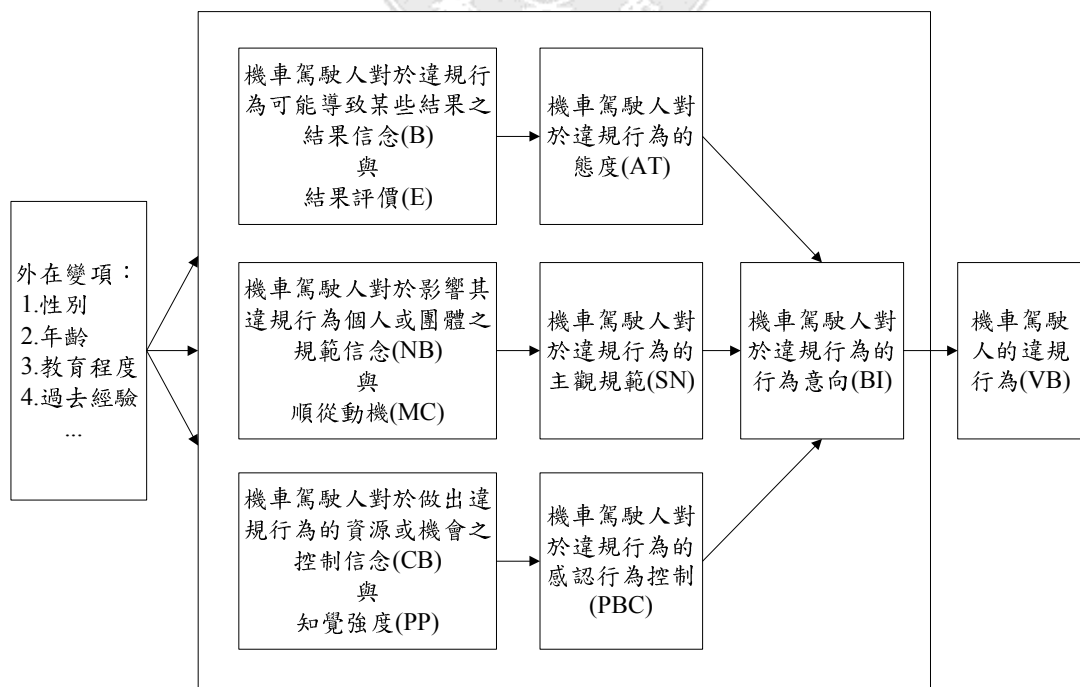 外在變項：
1.性別
2.年齡
3.教育程度
4.過去經驗
...
機車駕駛人對於違規行
為可能導致某些結果之
結果信念(B)
與
結果評價(E)
機車駕駛人對
於違規行為的
態度(AT)
機車駕駛人對於影響其
違規行為個人或團體之
規範信念(NB)
與
順從動機(MC)
機車駕駛人對
於違規行為的
主觀規範(SN)
機車駕駛人對於做出違
規行為的資源或機會之
控制信念(CB)
與
知覺強度(PP)
機車駕駛人對
於違規行為的
感認行為控制
(PBC)
機車駕駛人對
於違規行為的
行為意向(BI)
機車駕駛
人的違規
行為(VB)